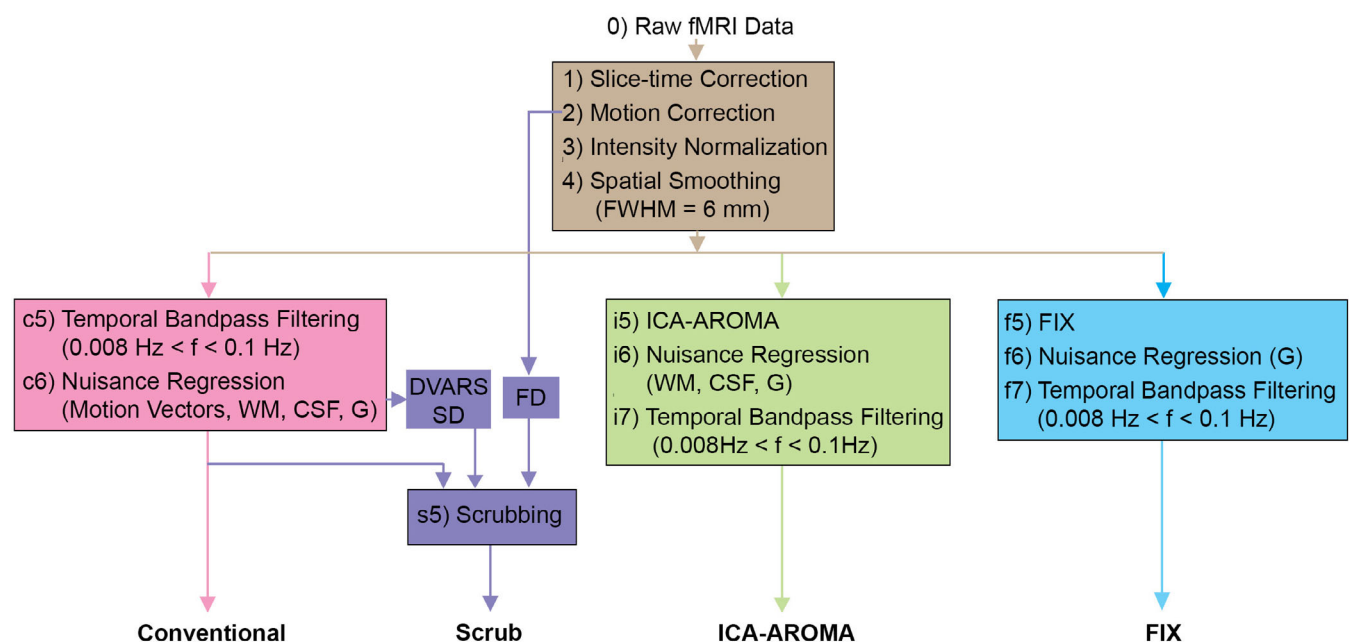 0) Raw fMRI Data
1) Slice-time Correction
2) Motion Correction
3) Intensity Normalization
4) Spatial Smoothing
(FWHM = 6 mm)
c5) Temporal Bandpass Filtering
(0.008 Hz < f < 0.1 Hz)
c6) Nuisance Regression
(Motion Vectors, WM, CSF, G)
DVARS
SD
FD
s5) Scrubbing
i5) ICA-AROMA
i6) Nuisance Regression
(WM, CSF, G)
i7) Temporal Bandpass Filtering
(0.008Hz < f < 0.1Hz)
f5) FIX
f6) Nuisance Regression (G)
f7) Temporal Bandpass Filtering
(0.008 Hz < f < 0.1 Hz)
Conventional
Scrub
ICA-AROMA
FIX